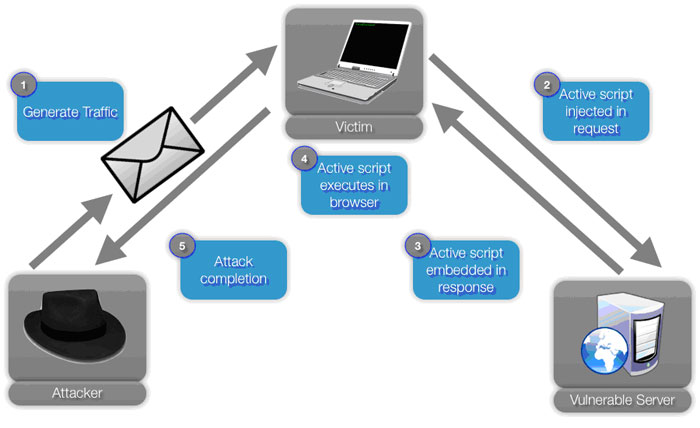 Victim
1
Generate Traffic
2
Active script
injected in
request
4
Active script
executes in
browser
5
Attack
completion
3
Active script
embedded in
response
Attacker
Vulnerable Server